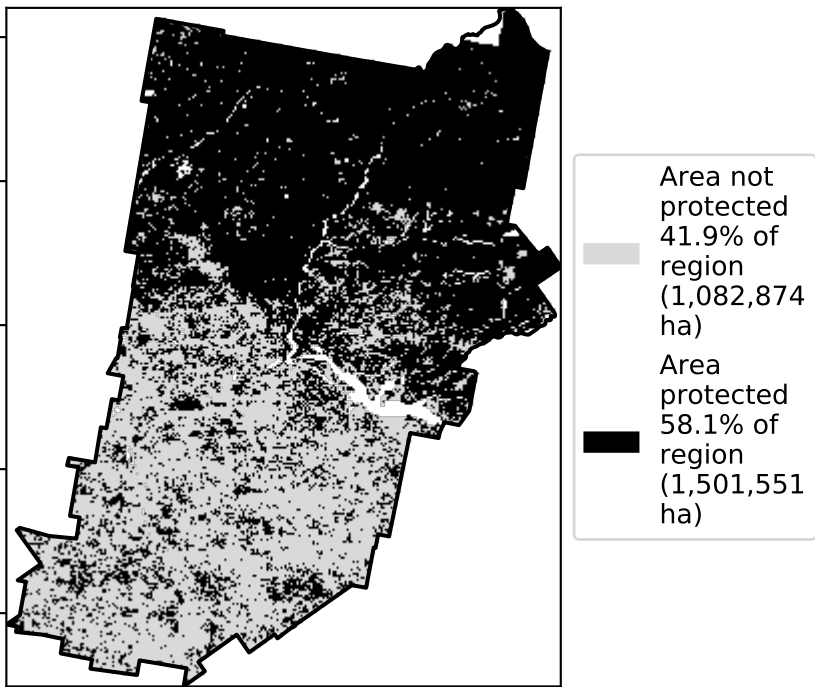 Area not
protected
41.9% of
region
(1,082,874
ha)
Area
protected
58.1% of
region
(1,501,551
ha)